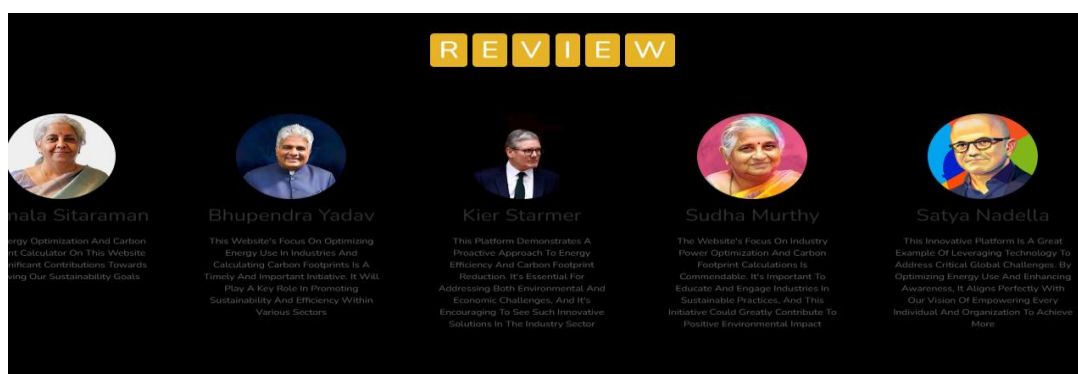 REVIEW
mala Sitaraman
ergy Optimization And Carbon
nt Calculator On This Website
nificant Contributions Towards
ving Our Sustainability Goals
Bhupendra Yadav
This Website's Focus On Optimizing
Energy Use In Industries And
Calculating Carbon Footprints Is A
Timely And Important Initiative. It Will
Play A Key Role In Promoting
Sustainability And Efficiency Within
Various Sectors
Kier Starmer
This Platform Demonstrates A
Proactive Approach To Energy
Efficiency And Carbon Footprint
Reduction. It's Essential For
Addressing Both Environmental And
Economic Challenges, And It's
Encouraging To See Such Innovative
Solutions In The Industry Sector
Sudha Murthy
The Website's Focus On Industry
Power Optimization And Carbon
Footprint Calculations Is
Commendable. It's Important To
Educate And Engage Industries In
Sustainable Practices, And This
Initiative Could Greatly Contribute To
Positive Environmental Impact
Satya Nadella
This Innovative Platform Is A Great
Example Of Leveraging Technology To
Address Critical Global Challenges. By
Optimizing Energy Use And Enhancing
Awareness, It Aligns Perfectly With
Our Vision Of Empowering Every
Individual And Organization To Achieve
More